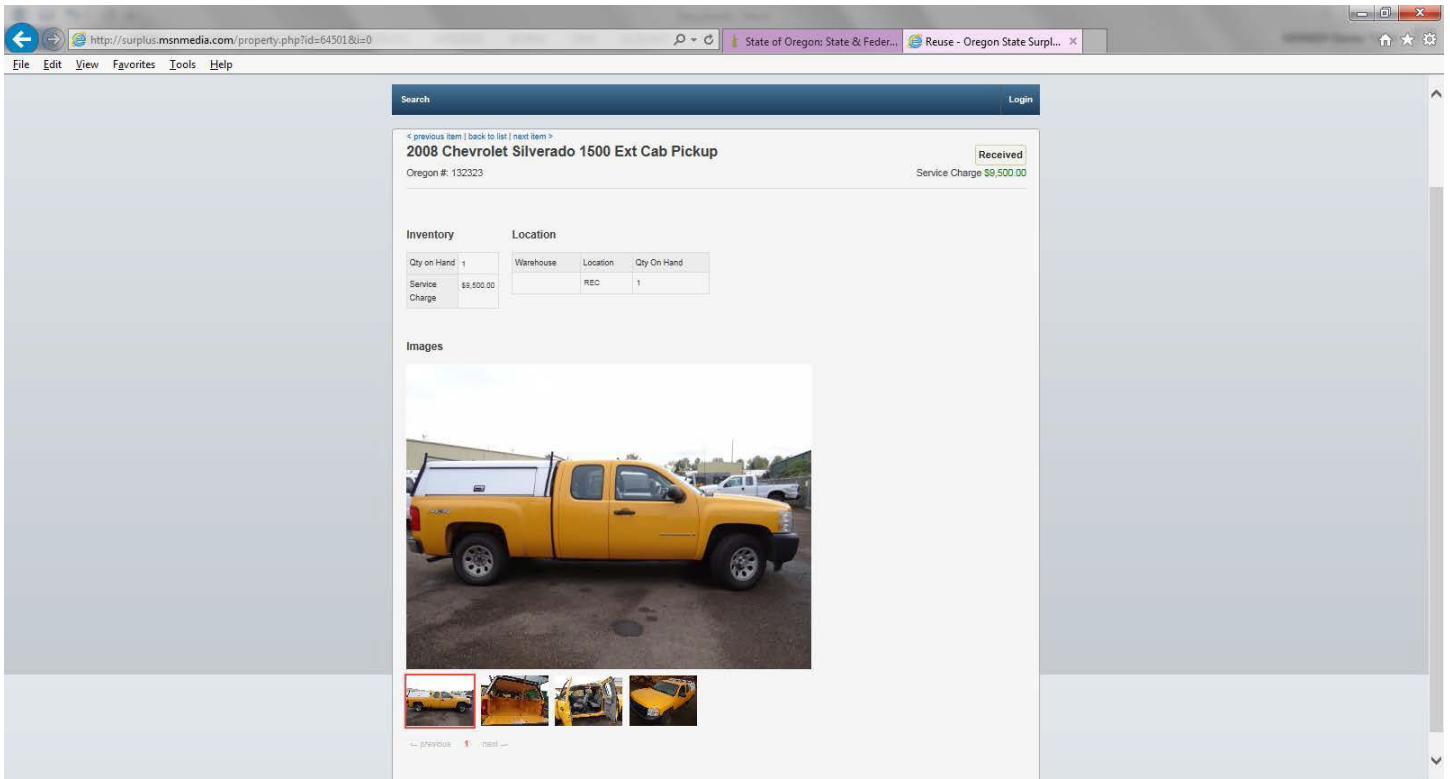 http://surplus.msnmedia.com/property.php?id=64501&i=0
State of Oregon: State & Feder...
Reuse - Oregon State Surpl...
File Edit View Favorites Tools Help
Search
Login
< previous item | back to list | next item >
2008 Chevrolet Silverado 1500 Ext Cab Pickup
Received
Oregon #: 132323
Service Charge $9,500.00
Inventory
Location
Qty on Hand 1
Warehouse Location Qty On Hand
Service Charge $9,500.00
REC 1
Images
4X4
← previous 1 next →